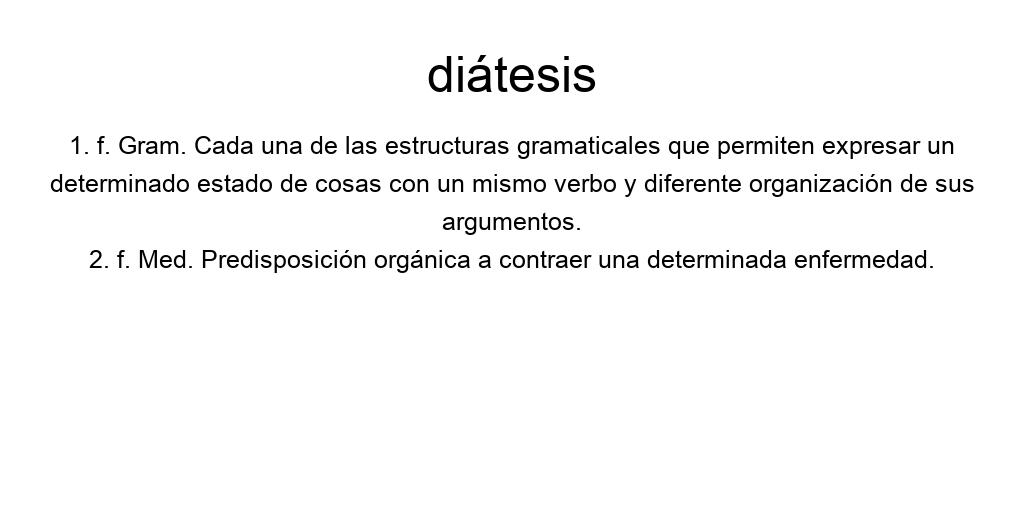 diátesis
1. f. Gram. Cada una de las estructuras gramaticales que permiten expresar un
determinado estado de cosas con un mismo verbo y diferente organización de sus
argumentos.
2. f. Med. Predisposición orgánica a contraer una determinada enfermedad.